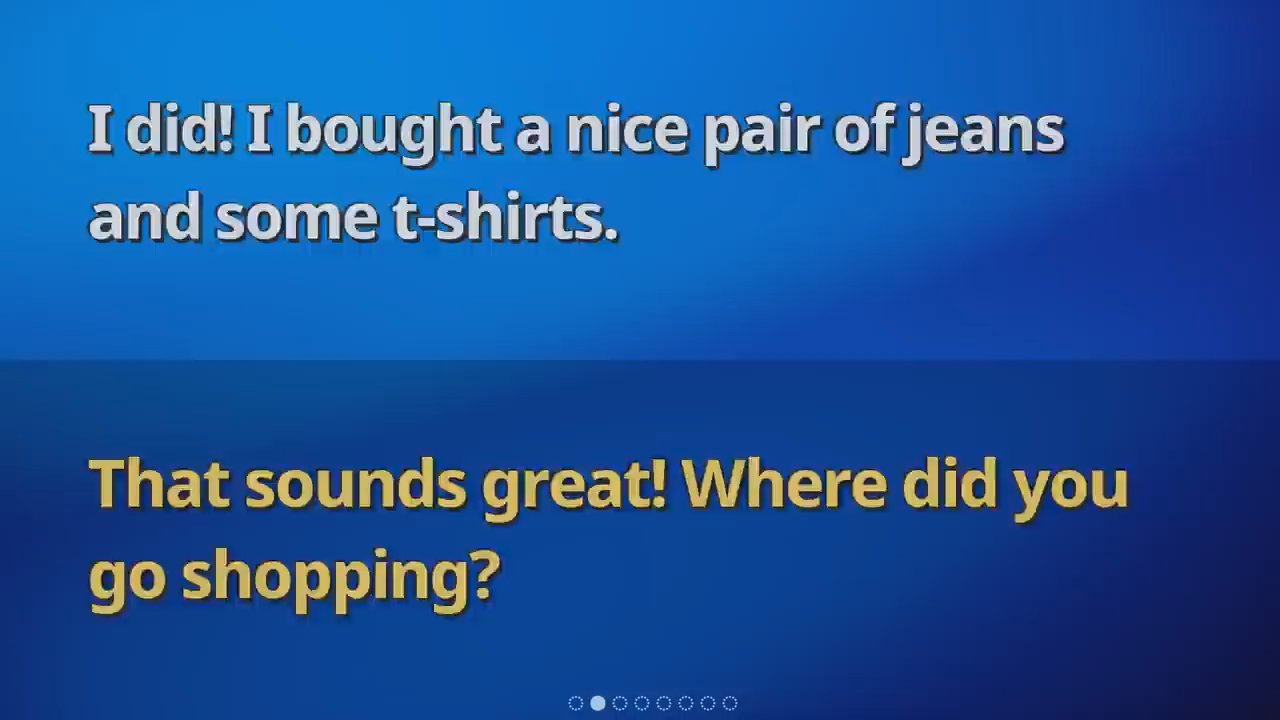 I did! I bought a nice pair of jeans
and some t-shirts.
That sounds great! Where did you
go shopping?